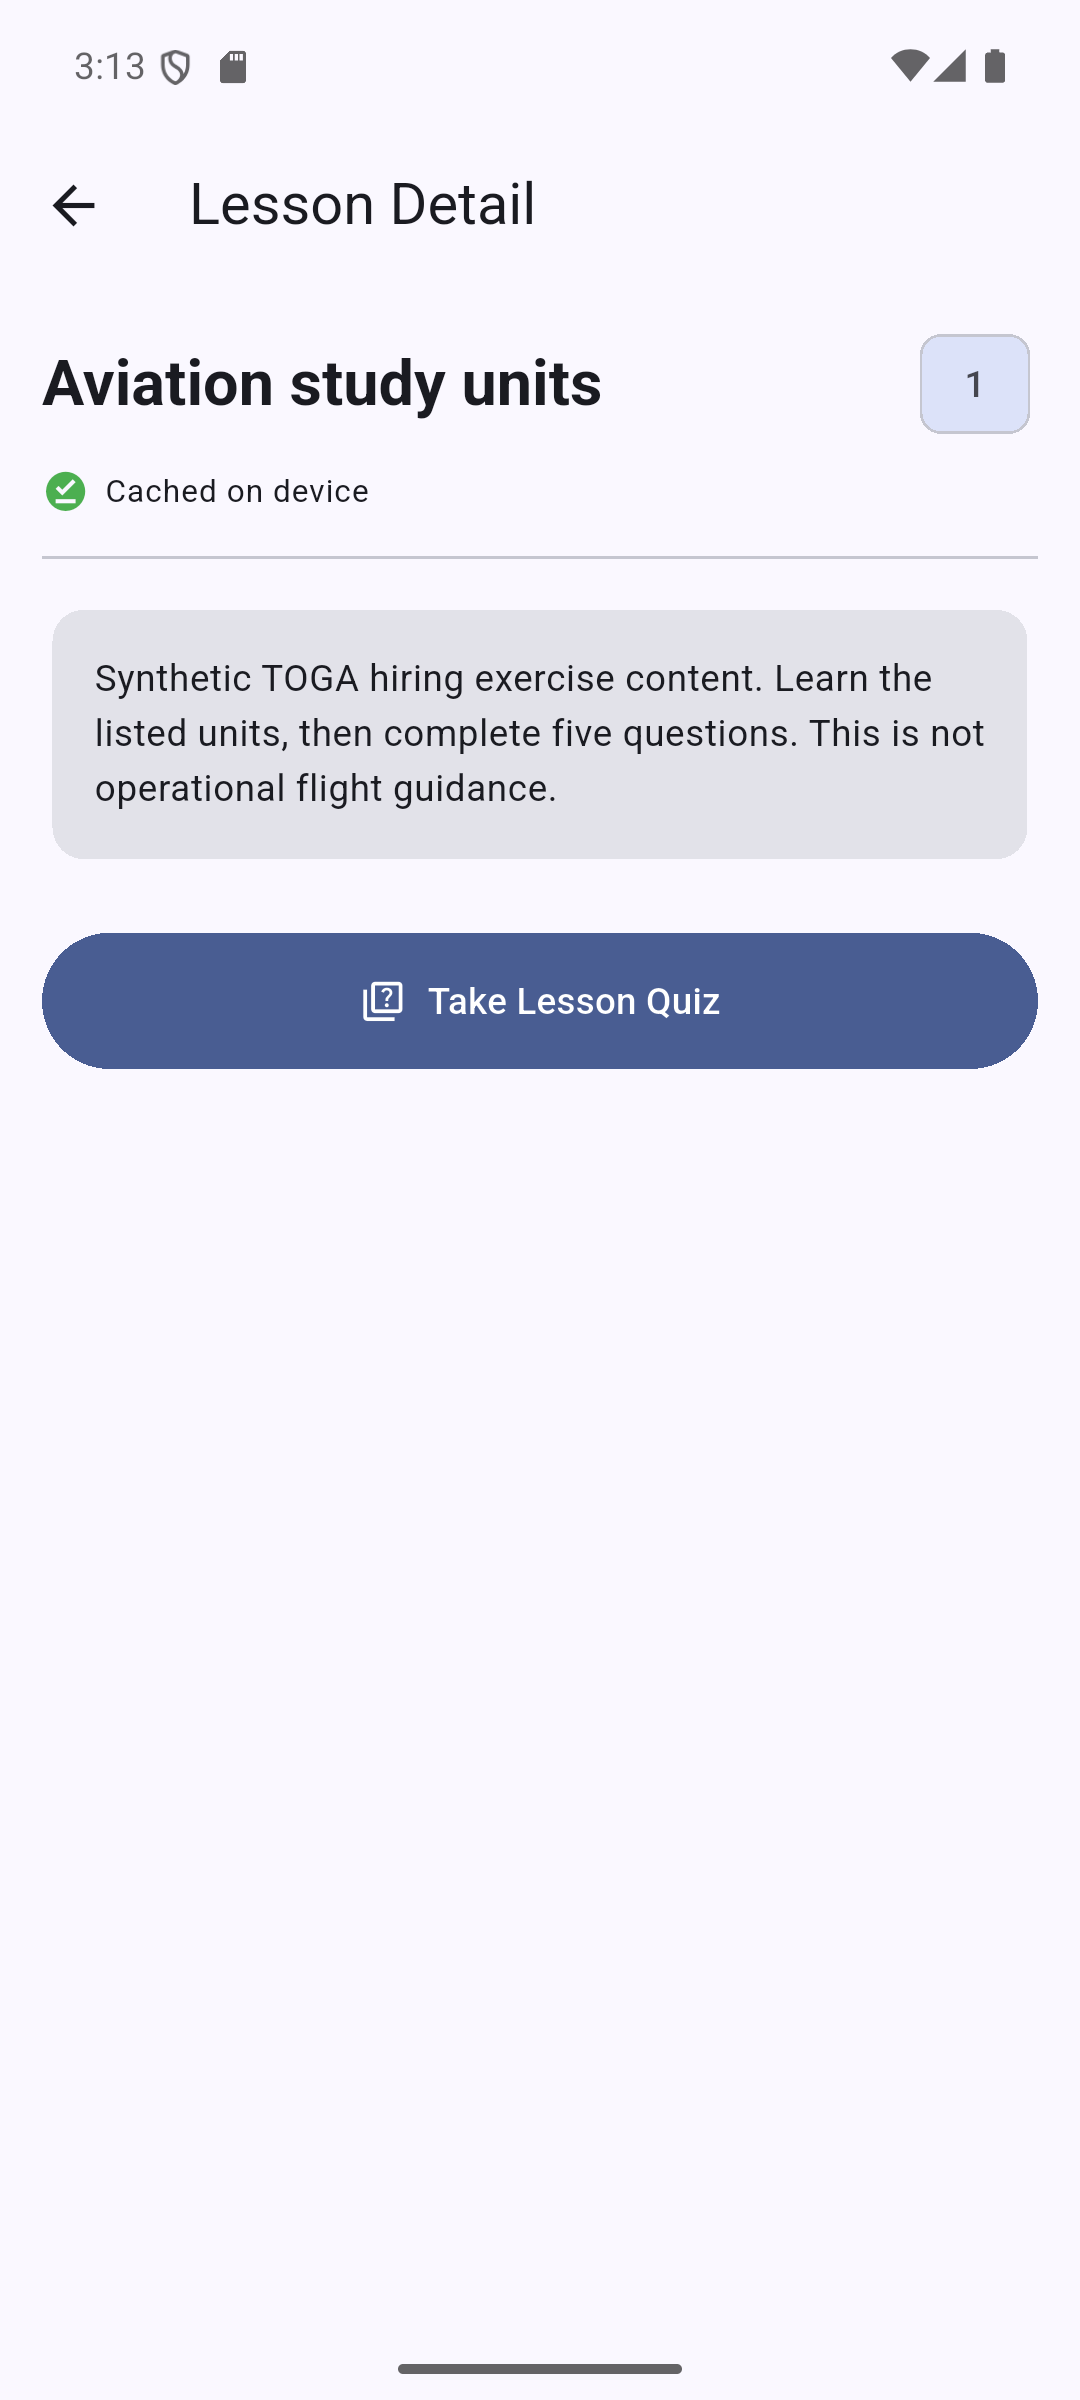 3:13
Lesson Detail
Aviation study units
1
Cached on device
Synthetic TOGA hiring exercise content. Learn the
listed units, then complete five questions. This is not
operational flight guidance.
Take Lesson Quiz